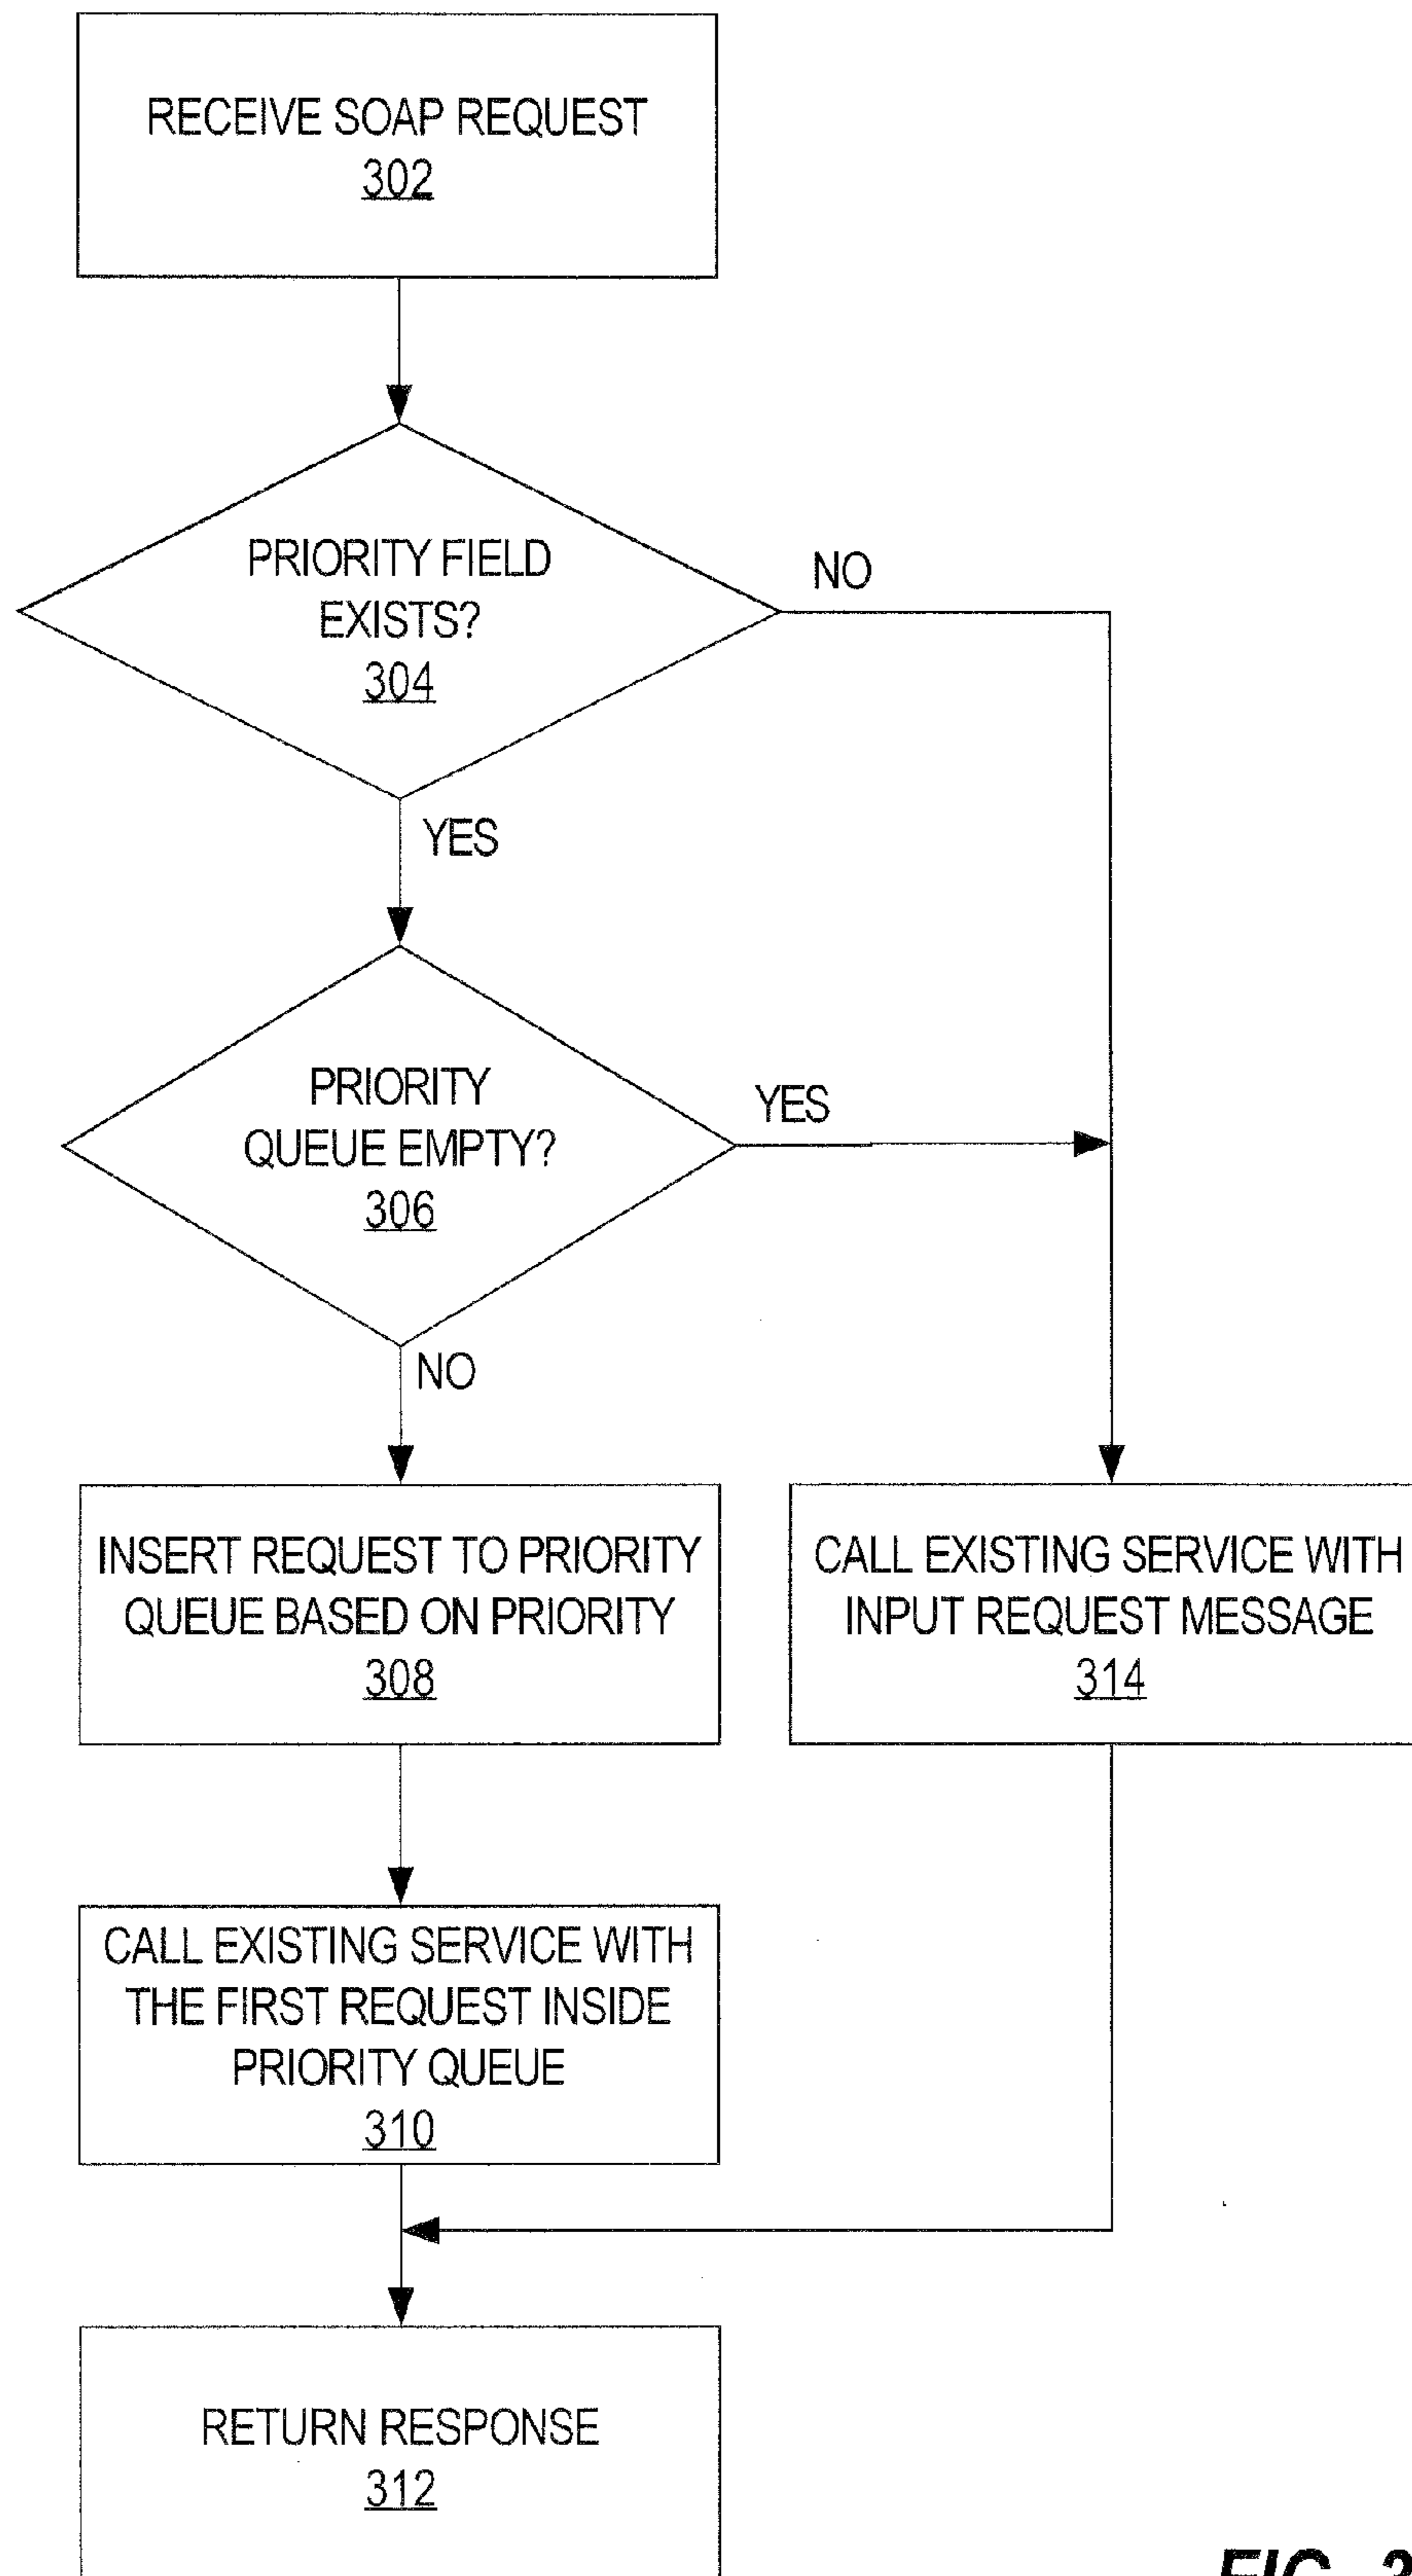 RECEIVE SOAP REQUEST
302
PRIORITY FIELD
EXISTS?
304
NO
YES
PRIORITY
QUEUE EMPTY?
306
YES
NO
INSERT REQUEST TO PRIORITY
QUEUE BASED ON PRIORITY
308
CALL EXISTING SERVICE WITH
INPUT REQUEST MESSAGE
314
CALL EXISTING SERVICE WITH
THE FIRST REQUEST INSIDE
PRIORITY QUEUE
310
RETURN RESPONSE
312
FIG.